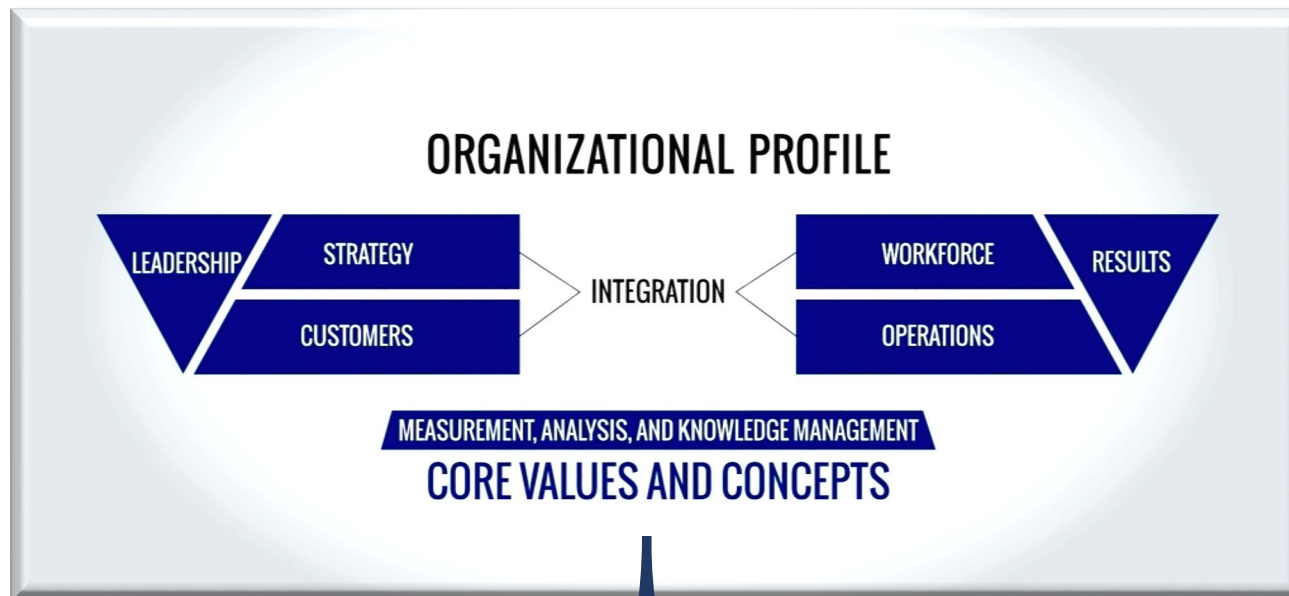 ORGANIZATIONAL PROFILE
LEADERSHIP
STRATEGY
CUSTOMERS
INTEGRATION
WORKFORCE
OPERATIONS
RESULTS
MEASUREMENT, ANALYSIS, AND KNOWLEDGE MANAGEMENT
CORE VALUES AND CONCEPTS